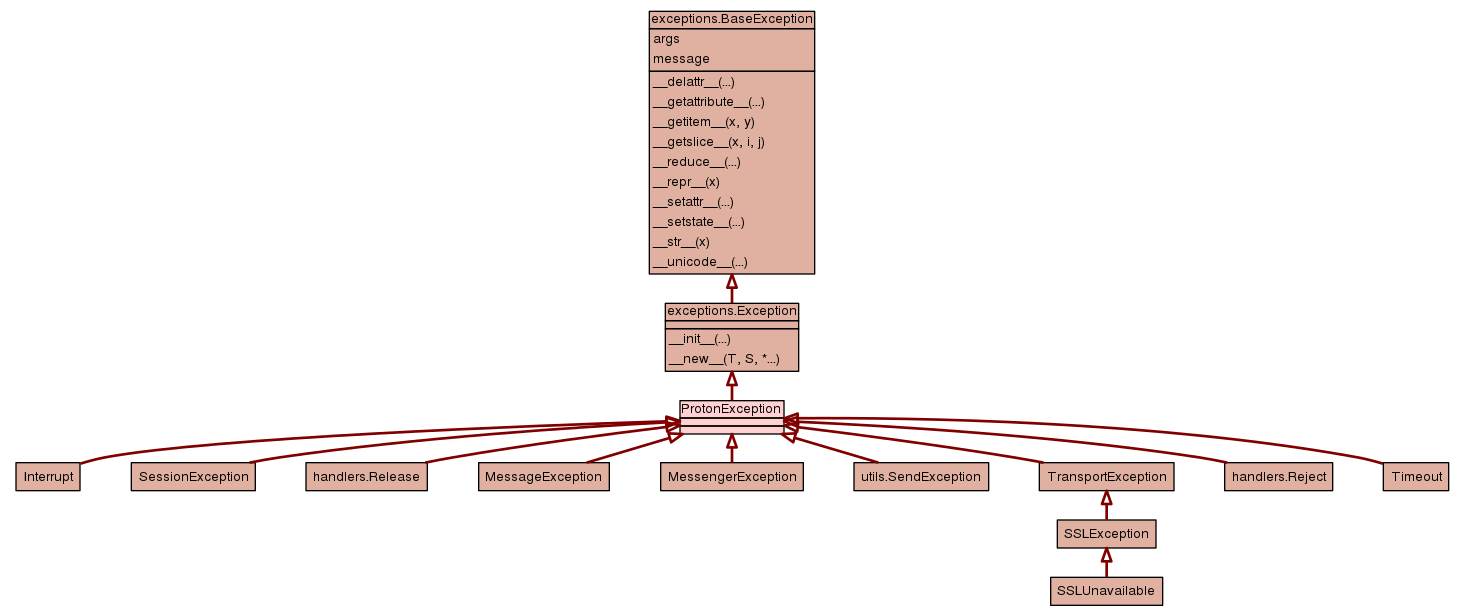 exceptions.BaseException
args
message
__delattr__(...)
__getattribute__(...)
__getitem__(x, y)
__getslice__(x, i, j)
__reduce__(...)
__repr__(x)
__setattr__(...)
__setstate__(...)
__str__(x)
__unicode__(...)
exceptions.Exception
__init__(...)
__new__(T, S, *...)
ProtonException
Interrupt
SessionException
handlers.Release
MessageException
MessengerException
utils.SendException
TransportException
handlers.Reject
Timeout
SSLException
SSLUnavailable